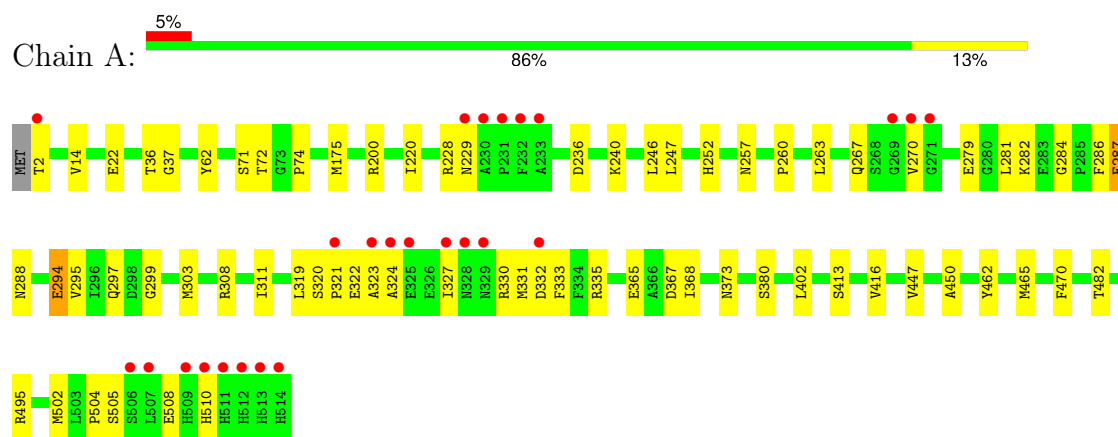 5%
Chain A:
86% 13%
MET T2 V14 E22 T36 G37 Y62 S71 T72 G73 P74 M175 R200 I220 R228 N229 A230 P231 F232 A233 D236 K240 L246 L247 H252 N257 P260 L263 Q267 S268 G269 V270 G271 E279 G280 L281 K282 E283 G284 P285 F286 E287
N288 E294 V295 I296 Q297 D298 G299 M303 R308 I311 L319 S320 P321 E322 A323 A324 E325 E326 I327 N328 N329 R330 M331 D332 F333 F334 R335 E365 A366 D367 I368 N373 S380 L402 S413 V416 V447 A450 Y462 M465 F470 T482
R495 M502 L503 P504 S505 S506 L507 E508 H509 H510 H511 H512 H513 H514